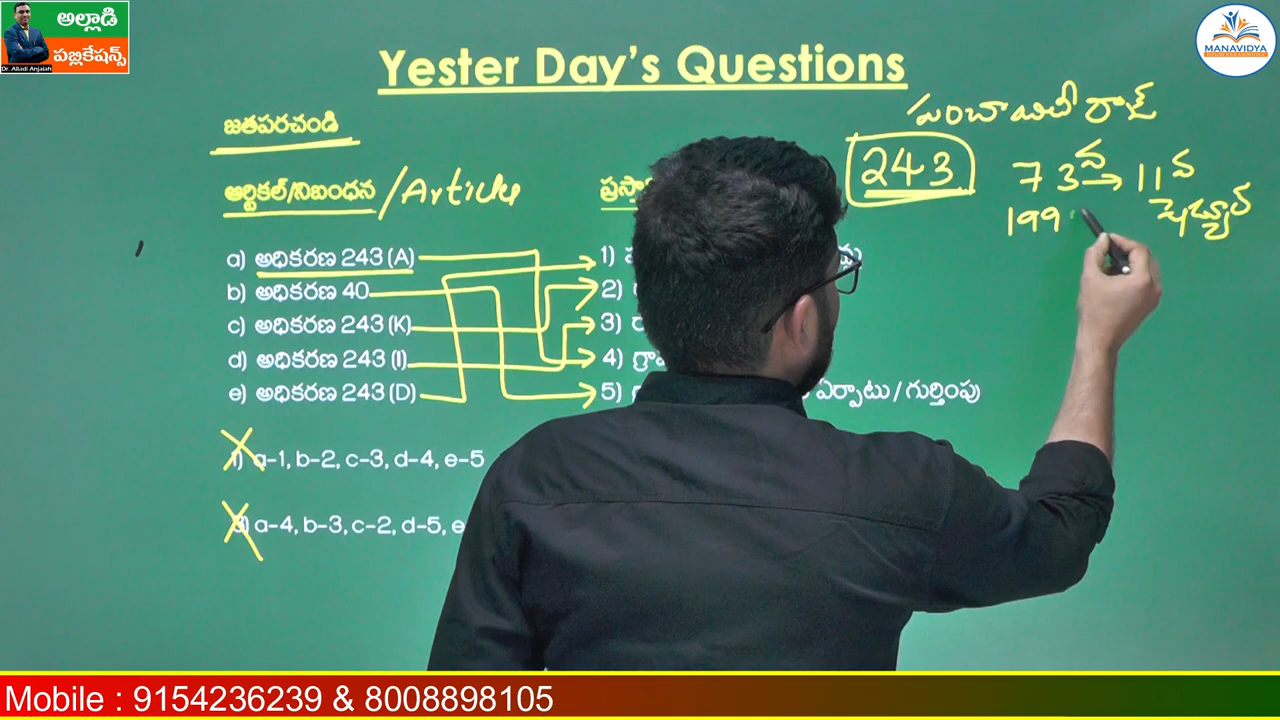 అల్లాడి
పబ్లికేషన్స్
Dr. Alladi Anjaiah
MANAVIDYA
Yester Day's Questions
పంచాయితీ రాజ్
జతపరచండి
243
73వ → 11వ
షెడ్యూల్
199
ఆర్టికల్/నిబంధన /Article
a) అధికరణ 243 (A)
1)
b) అధికరణ 40
2)
c) అధికరణ 243 (K)
3)
d) అధికరణ 243 (I)
4)
e) అధికరణ 243 (D)
5) ఏర్పాటు / గుర్తింపు
1) a-1, b-2, c-3, d-4, e-5
3) a-4, b-3, c-2, d-5, e
Mobile : 9154236239 & 8008898105